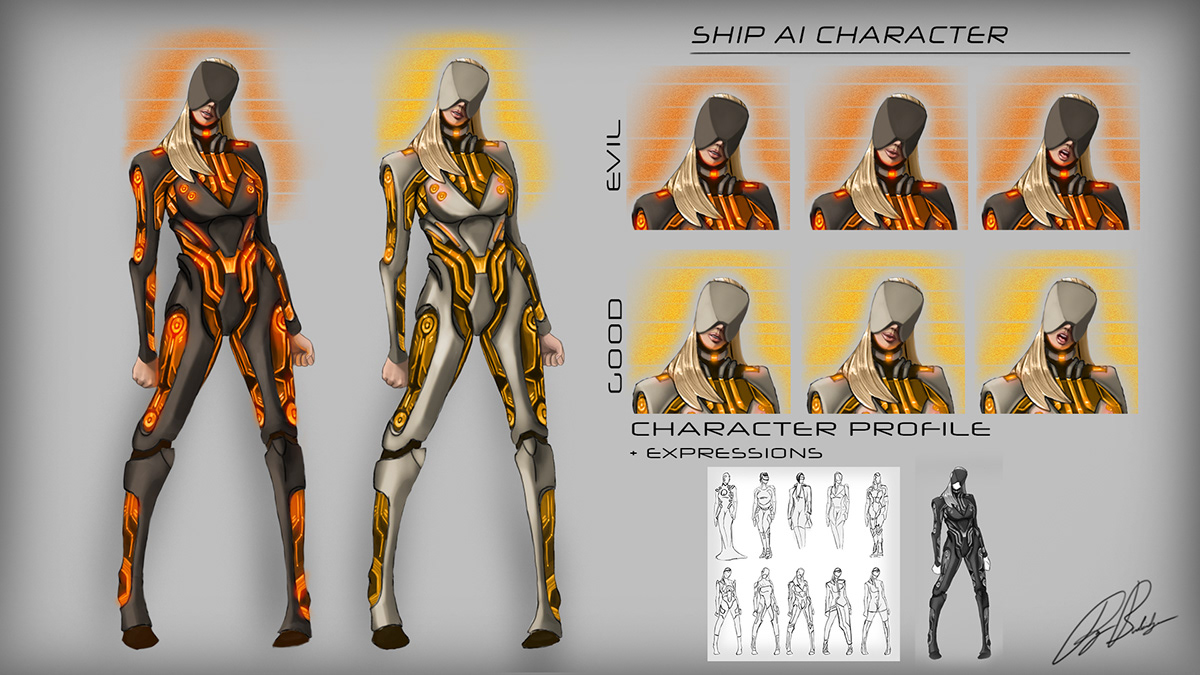 SHIP AI CHARACTER
EVIL
GOOD
CHARACTER PROFILE
+ EXPRESSIONS